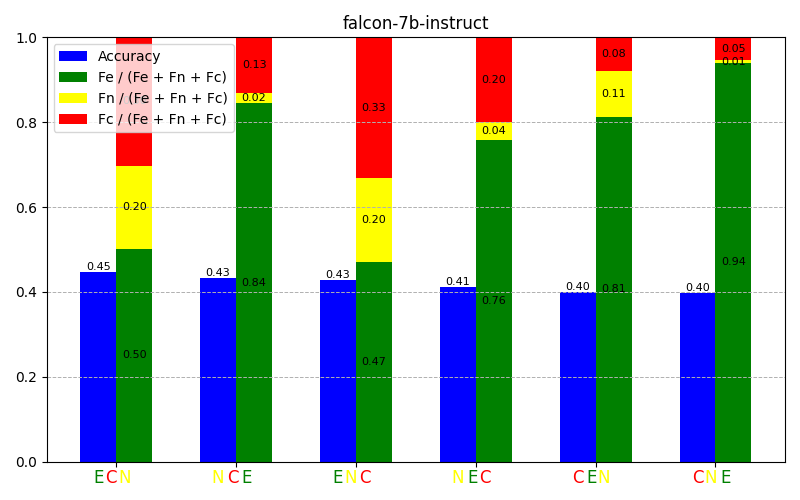 falcon-7b-instruct
1.0
0.8
0.6
0.4
0.2
0.0
Accuracy
Fe / (Fe + Fn + Fc)
Fn / (Fe + Fn + Fc)
Fc / (Fe + Fn + Fc)
0.45
0.20
0.50
0.43
0.13
0.02
0.84
0.43
0.33
0.20
0.47
0.41
0.20
0.04
0.76
0.40
0.08
0.11
0.81
0.40
0.05
0.01
0.94
E C N
N C E
E N C
N E C
C E N
C N E